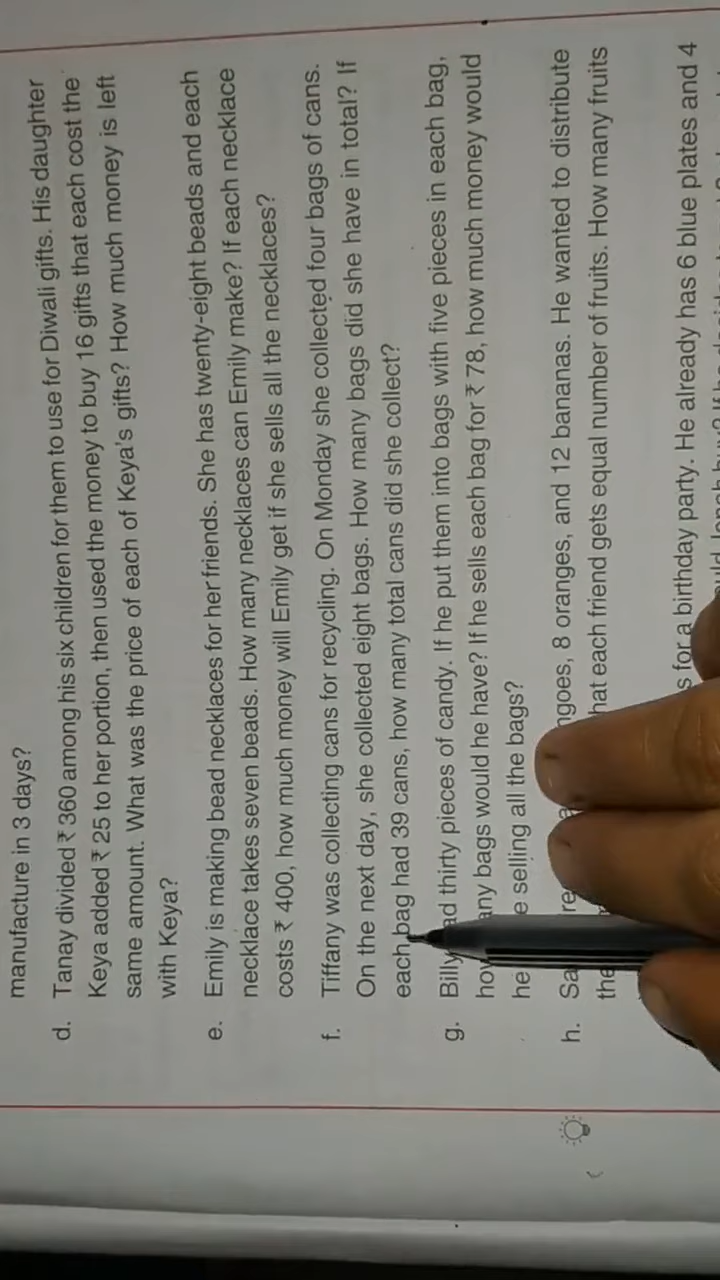 manufacture in 3 days?
d. Tanay divided ₹ 360 among his six children for them to use for Diwali gifts. His daughter
Keya added ₹ 25 to her portion, then used the money to buy 16 gifts that each cost the
same amount. What was the price of each of Keya's gifts? How much money is left
with Keya?
e. Emily is making bead necklaces for her friends. She has twenty-eight beads and each
necklace takes seven beads. How many necklaces can Emily make? If each necklace
costs ₹ 400, how much money will Emily get if she sells all the necklaces?
f. Tiffany was collecting cans for recycling. On Monday she collected four bags of cans.
On the next day, she collected eight bags. How many bags did she have in total? If
each bag had 39 cans, how many total cans did she collect?
g. Billy ad thirty pieces of candy. If he put them into bags with five pieces in each bag,
any bags would he have? If he sells each bag for ₹ 78, how much money would
he e selling all the bags?
h. ngoes, 8 oranges, and 12 bananas. He wanted to distribute
hat each friend gets equal number of fruits. How many fruits
s for a birthday party. He already has 6 blue plates and 4